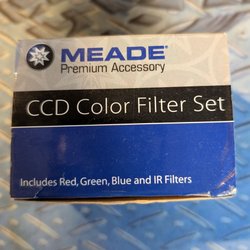 MEADE®
Premium Accessory
CCD Color Filter Set
Includes Red, Green, Blue and IR Filters